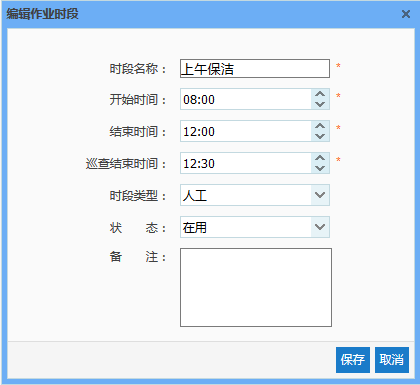 编辑作业时段
时段名称： 上午保洁 *
开始时间： 08:00 *
结束时间： 12:00 *
巡查结束时间： 12:30 *
时段类型： 人工
状　　态： 在用
备　　注：
保存 取消